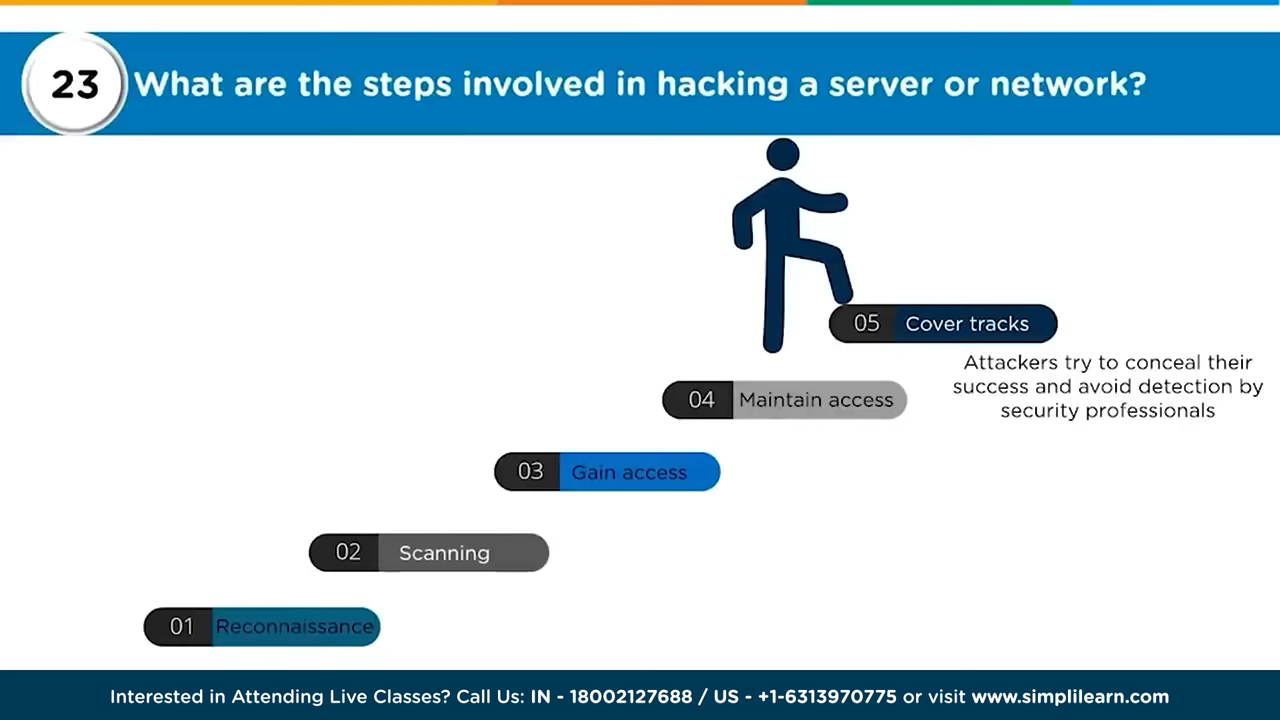 23 What are the steps involved in hacking a server or network?
05 Cover tracks
Attackers try to conceal their
success and avoid detection by
security professionals
04 Maintain access
03 Gain access
02 Scanning
01 Reconnaissance
Interested in Attending Live Classes? Call Us: IN - 18002127688 / US - +1-6313970775 or visit www.simplilearn.com